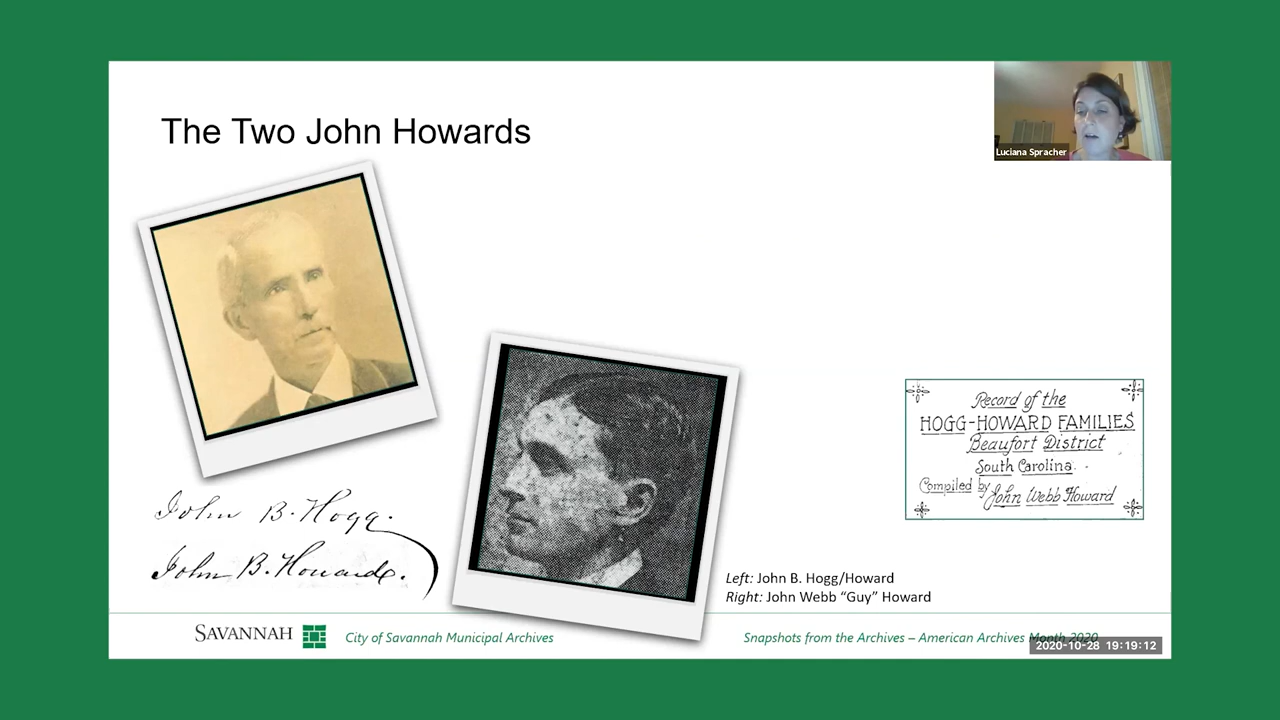 The Two John Howards
Luciana Spracher
John B. Hogg.
John B. Howard.
Record of the
HOGG-HOWARD FAMILIES
Beaufort District
South Carolina
Compiled by John Webb Howard
Left: John B. Hogg/Howard
Right: John Webb “Guy” Howard
SAVANNAH
City of Savannah Municipal Archives
Snapshots from the Archives – American Archives Month 2020
2020-10-28 19:19:12